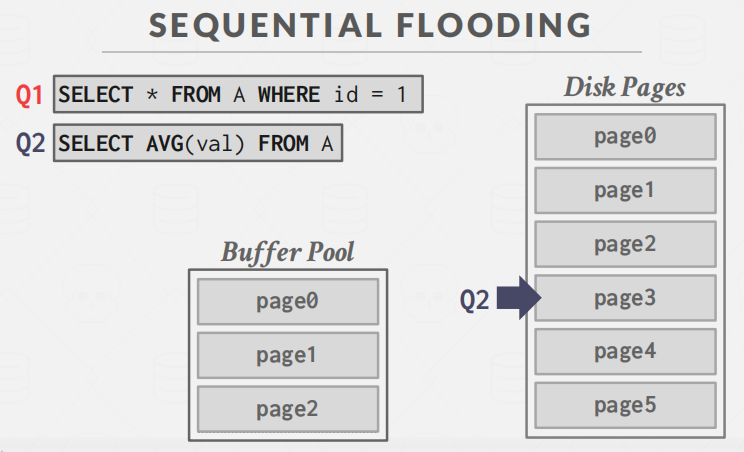 SEQUENTIAL FLOODING
Q1 SELECT * FROM A WHERE id = 1
Q2 SELECT AVG(val) FROM A
Buffer Pool
page0
page1
page2
Disk Pages
page0
page1
page2
Q2 page3
page4
page5